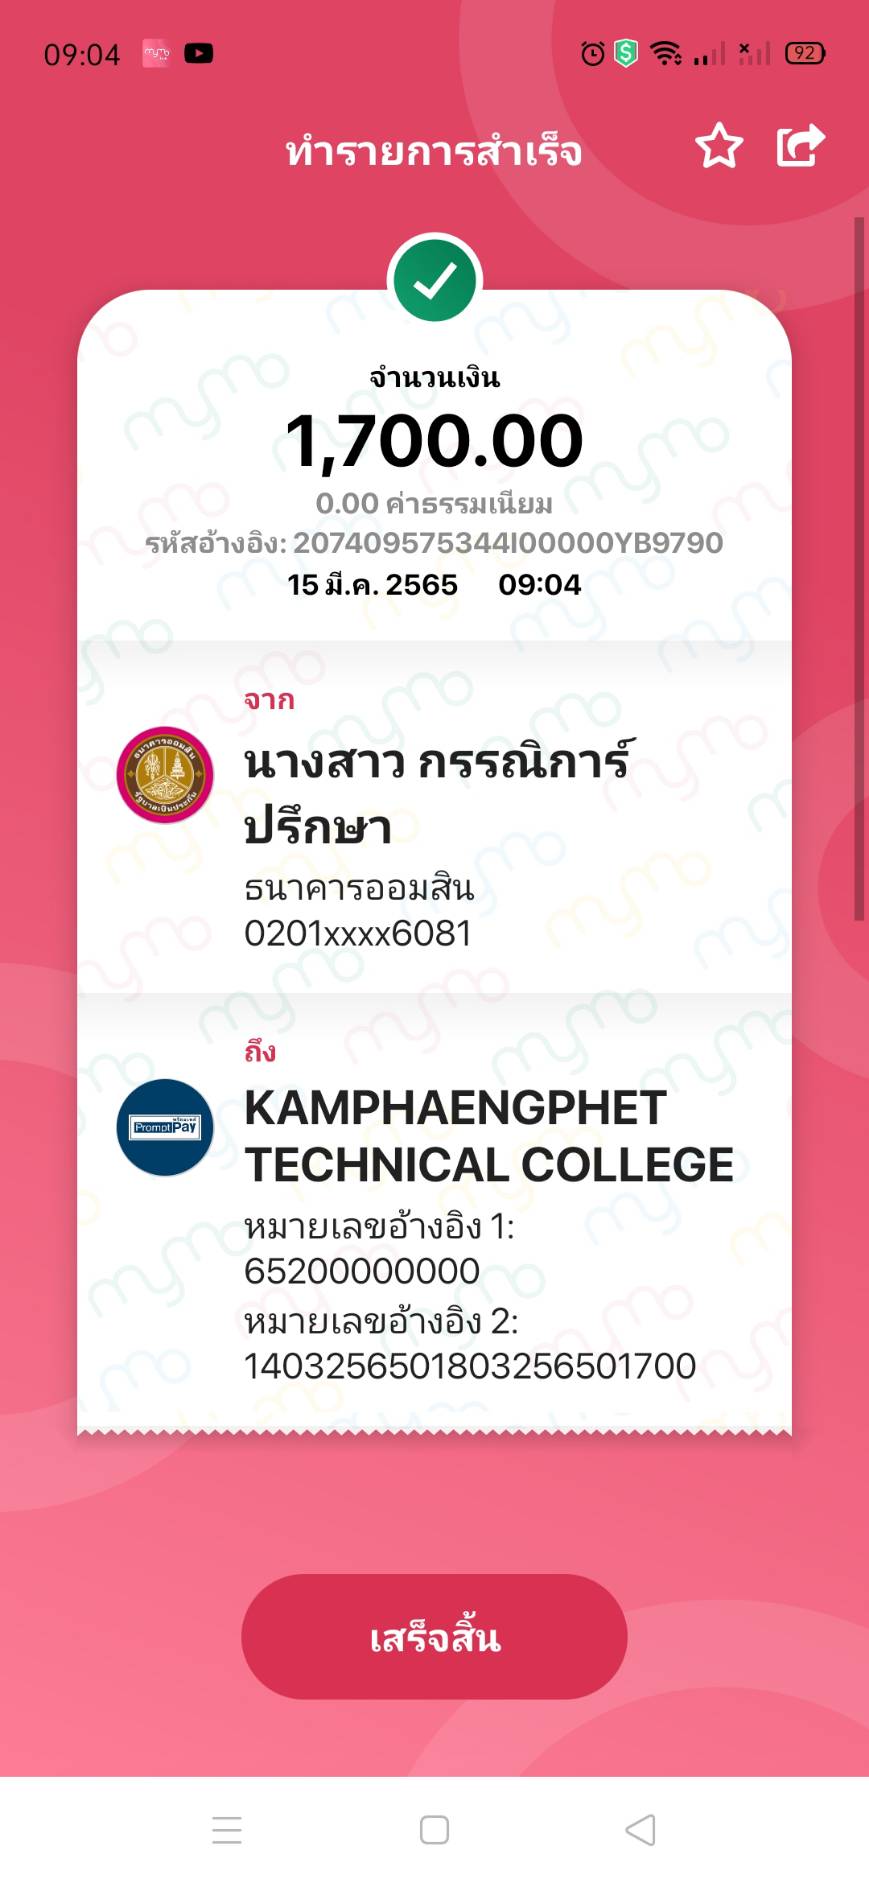 09:04
92
ทำรายการสำเร็จ
จำนวนเงิน
1,700.00
0.00 ค่าธรรมเนียม
รหัสอ้างอิง: 207409575344I00000YB9790
15 มี.ค. 2565 09:04
จาก
นางสาว กรรณิการ์
ปรึกษา
ธนาคารออมสิน
0201xxxx6081
ถึง
PromptPay
KAMPHAENGPHET
TECHNICAL COLLEGE
หมายเลขอ้างอิง 1:
65200000000
หมายเลขอ้างอิง 2:
1403256501803256501700
เสร็จสิ้น